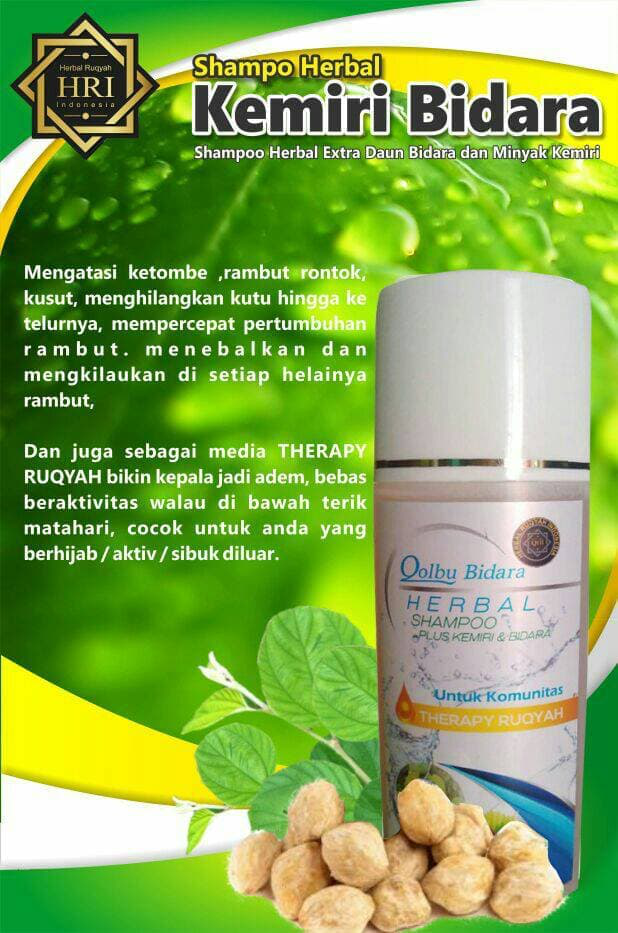 Herbal Ruqyah
HRI
Indonesia
Shampo Herbal
Kemiri Bidara
Shampoo Herbal Extra Daun Bidara dan Minyak Kemiri
Mengatasi ketombe ,rambut rontok,
kusut, menghilangkan kutu hingga ke
telurnya, mempercepat pertumbuhan
rambut. menebalkan dan
mengkilaukan di setiap helainya
rambut,
Dan juga sebagai media THERAPY
RUQYAH bikin kepala jadi adem, bebas
beraktivitas walau di bawah terik
matahari, cocok untuk anda yang
berhijab / aktiv / sibuk diluar.
Qolbu Bidara
HERBAL
SHAMPOO
PLUS KEMIRI & BIDARA
Untuk Komunitas
THERAPY RUQYAH